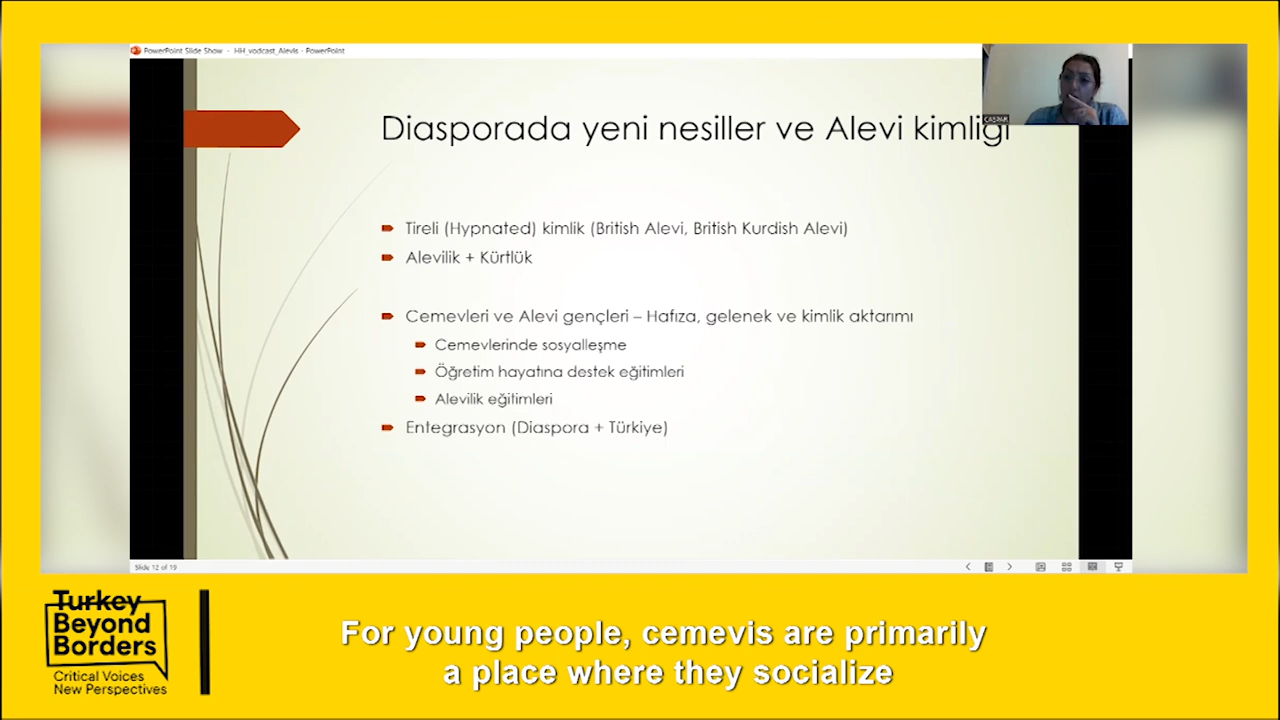 PowerPoint Slide Show - HH_vodcast_Alevis - PowerPoint
CASPAR
Diasporada yeni nesiller ve Alevi kimliği
Tireli (Hypnated) kimlik (British Alevi, British Kurdish Alevi)
Alevilik + Kürtlük
Cemevleri ve Alevi gençleri – Hafıza, gelenek ve kimlik aktarımı
Cemevlerinde sosyalleşme
Öğretim hayatına destek eğitimleri
Alevilik eğitimleri
Entegrasyon (Diaspora + Türkiye)
Slide 12 of 19
Turkey
Beyond
Borders
Critical Voices
New Perspectives
For young people, cemevis are primarily
a place where they socialize